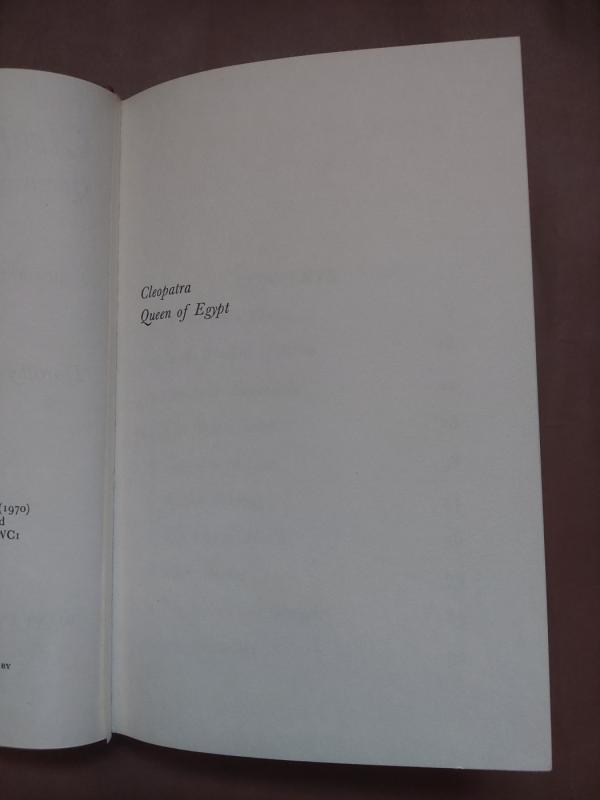 (1970)
d
WC1
BY
Cleopatra
Queen of Egypt